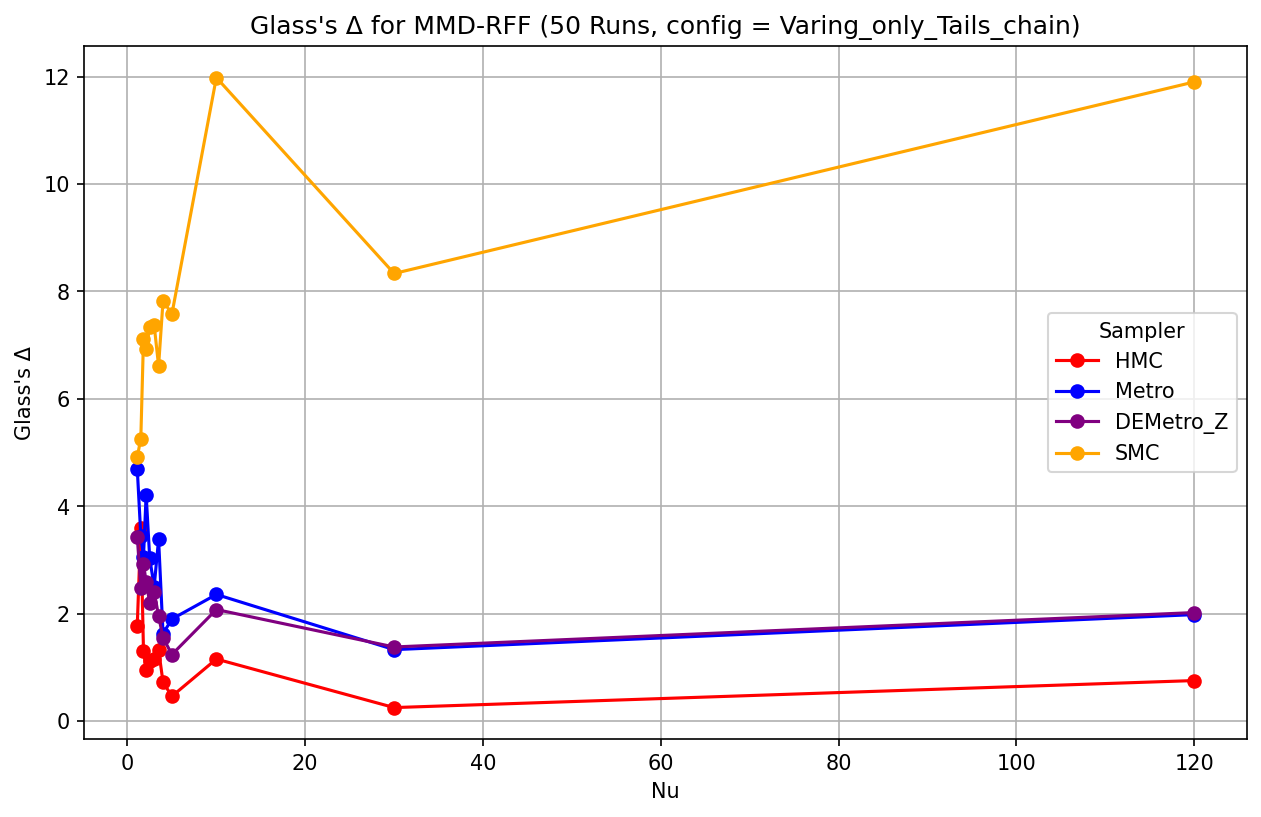 Glass's Δ for MMD-RFF (50 Runs, config = Varing_only_Tails_chain)
12
10
8
6
4
2
0
Glass's Δ
Sampler
HMC
Metro
DEMetro_Z
SMC
0 20 40 60 80 100 120
Nu